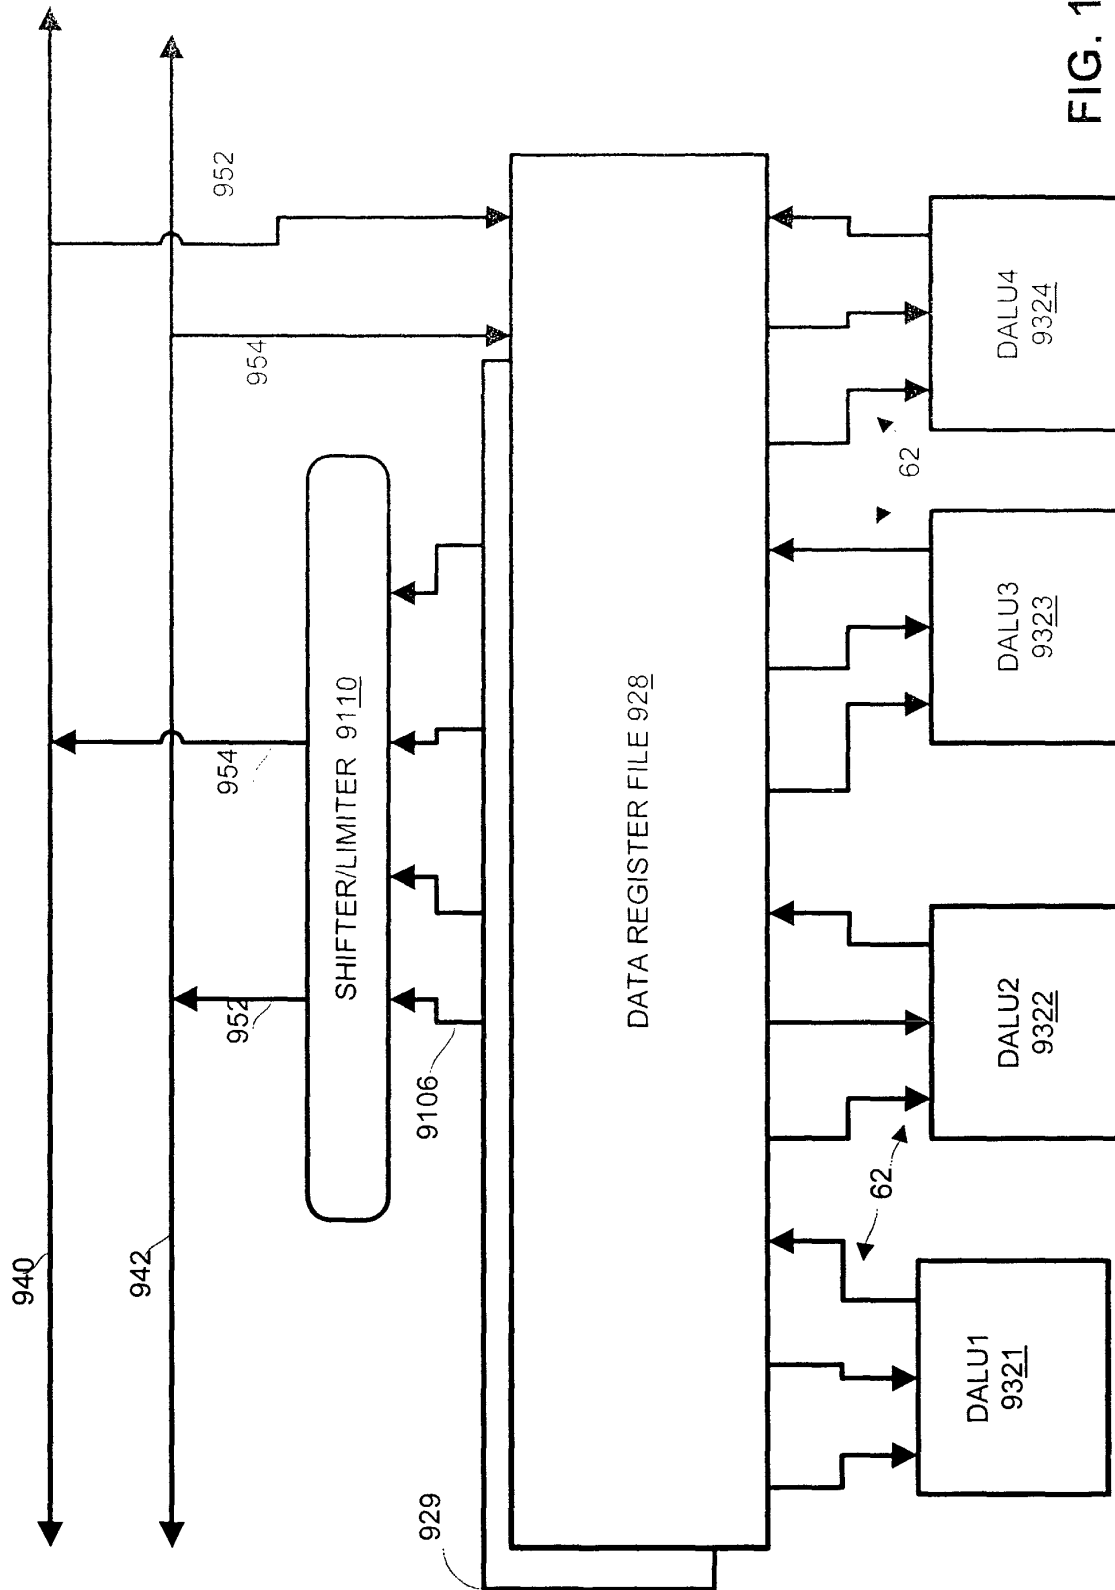 940
942
952
954
952
954
SHIFTER/LIMITER 9110
9106
929
DATA REGISTER FILE 928
62
62
DALU1
9321
DALU2
9322
DALU3
9323
DALU4
9324
FIG. 1